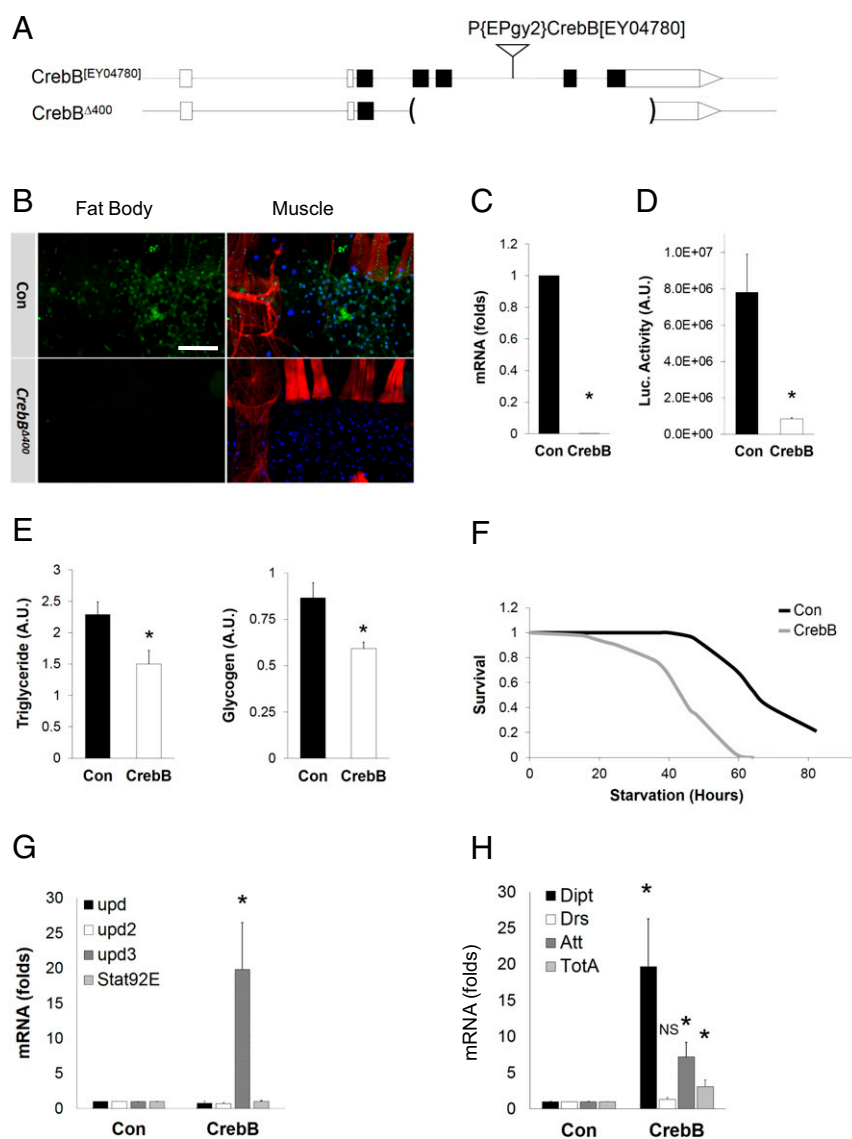 A
P{EPgy2}CrebB[EY04780]
CrebB[EY04780]
CrebBΔ400
( )
B
Fat Body Muscle
Con
CrebBΔ400
C
mRNA (folds)
1.2
1
0.8
0.6
0.4
0.2
0
*
Con CrebB
D
Luc. Activity (A.U.)
1.0E+07
8.0E+06
6.0E+06
4.0E+06
2.0E+06
0.0E+00
*
Con CrebB
E
Triglyceride (A.U.)
3
2.5
2
1.5
1
0.5
0
*
Con CrebB
Glycogen (A.U.)
1
0.75
0.5
0.25
0
*
Con CrebB
F
Survival
1.2
1
0.8
0.6
0.4
0.2
0
Con
CrebB
0 20 40 60 80
Starvation (Hours)
G
mRNA (folds)
30
25
20
15
10
5
0
upd
upd2
upd3
Stat92E
*
Con CrebB
H
mRNA (folds)
30
25
20
15
10
5
0
Dipt
Drs
Att
TotA
*
NS * *
Con CrebB